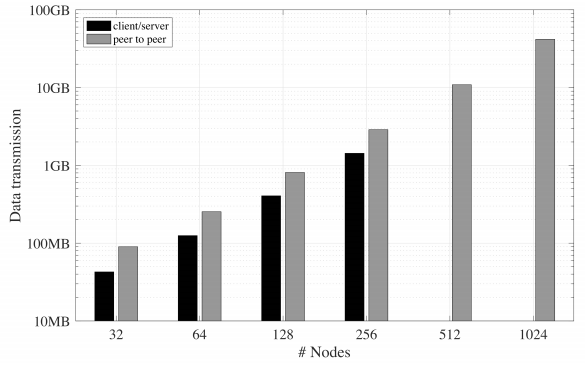 100GB
client/server
peer to peer
10GB
1GB
100MB
10MB
Data transmission
32 64 128 256 512 1024
# Nodes